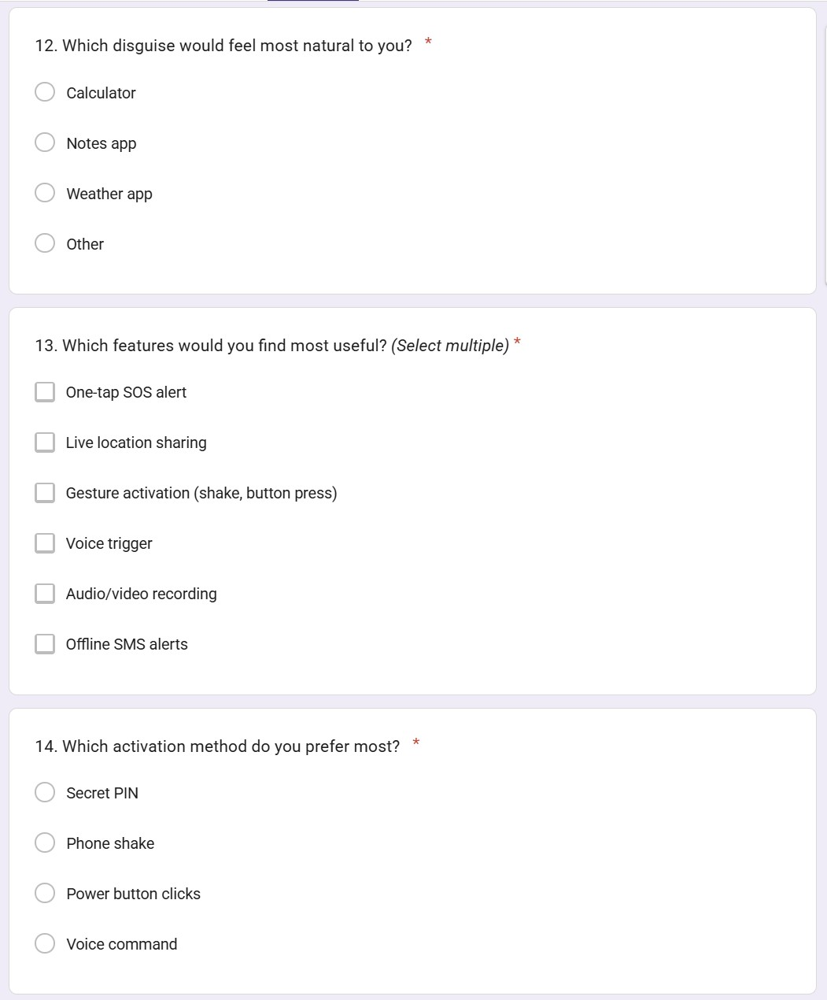 12. Which disguise would feel most natural to you? *
Calculator
Notes app
Weather app
Other
13. Which features would you find most useful? (Select multiple) *
One-tap SOS alert
Live location sharing
Gesture activation (shake, button press)
Voice trigger
Audio/video recording
Offline SMS alerts
14. Which activation method do you prefer most? *
Secret PIN
Phone shake
Power button clicks
Voice command